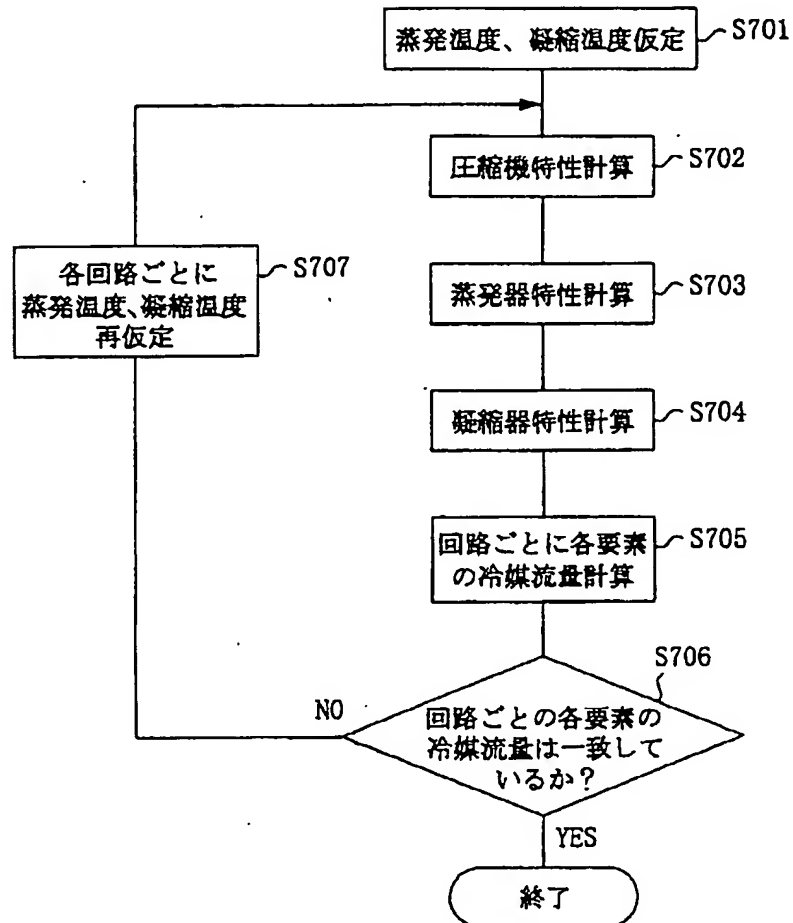 蒸発温度、凝縮温度仮定
S701
圧縮機特性計算
S702
各回路ごとに
蒸発温度、凝縮温度
再仮定
S707
蒸発器特性計算
S703
凝縮器特性計算
S704
回路ごとに各要素
の冷媒流量計算
S705
S706
回路ごとの各要素の
冷媒流量は一致して
いるか?
NO
YES
終了